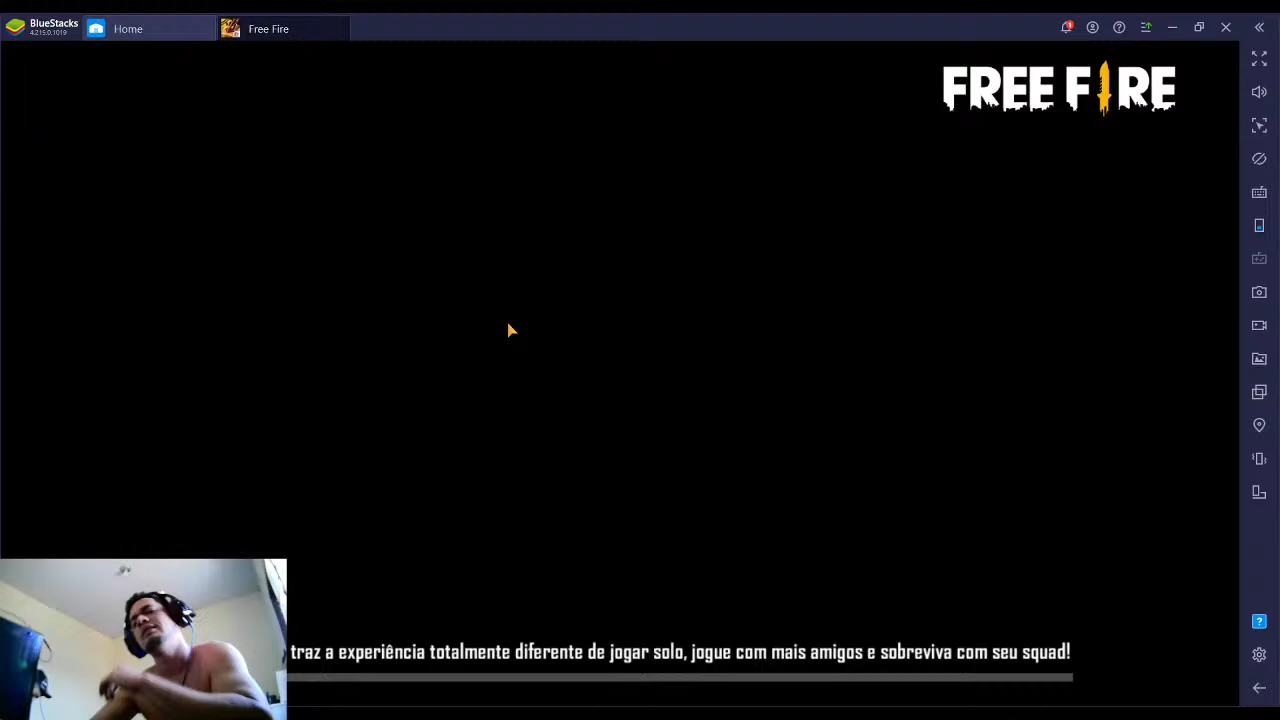 BlueStacks
4.215.0.1019
Home
Free Fire
FREE FIRE
traz a experiência totalmente diferente de jogar solo, jogue com mais amigos e sobreviva com seu squad!